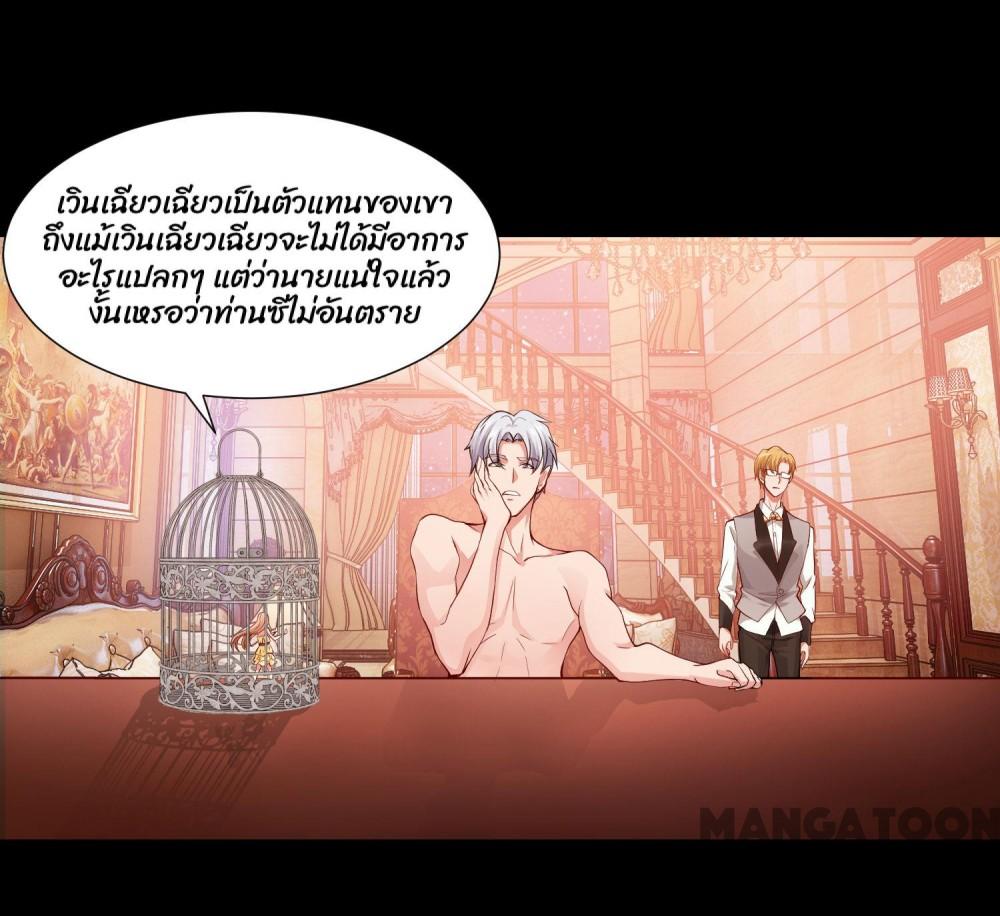 เวินเฉียวเฉียวเป็นตัวแทนของเขา
ถึงแม้เวินเฉียวเฉียวจะไม่ได้มีอาการ
อะไรแปลกๆ แต่ว่านายแน่ใจแล้ว
งั้นเหรอว่าท่านซีไม่อันตราย
MANGATOON